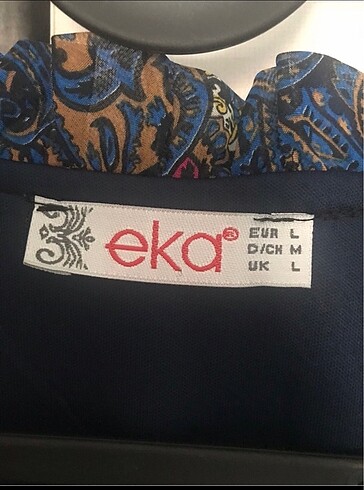 eka®
EUR L
D/CH M
UK L